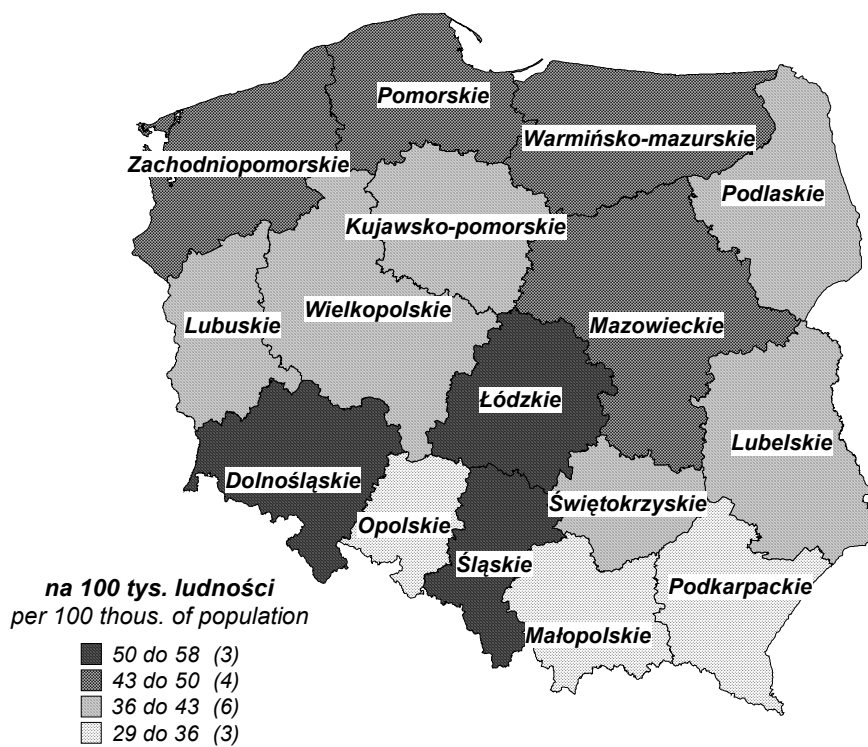 Pomorskie
Warmińsko-mazurskie
Zachodniopomorskie
Podlaskie
Kujawsko-pomorskie
Wielkopolskie
Lubuskie
Mazowieckie
Łódzkie
Lubelskie
Dolnośląskie
Świętokrzyskie
Opolskie
Śląskie
Podkarpackie
Małopolskie
na 100 tys. ludności
per 100 thous. of population
50 do 58 (3)
43 do 50 (4)
36 do 43 (6)
29 do 36 (3)